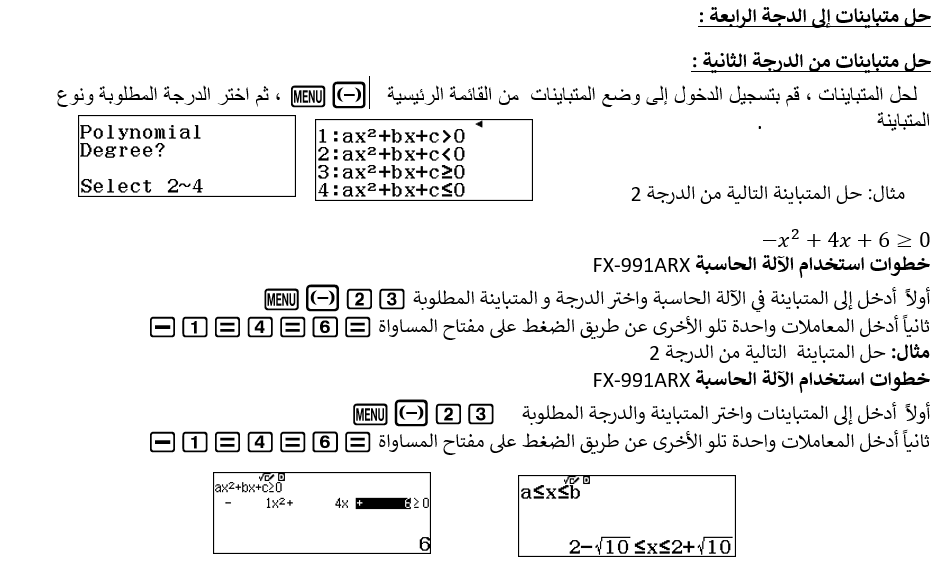 حل متباينات إلى الدجة الرابعة :
حل متباينات من الدرجة الثانية :
لحل المتباينات ، قم بتسجيل الدخول إلى وضع المتباينات من القائمة الرئيسية MENU (−) ، ثم اختر الدرجة المطلوبة ونوع
المتباينة .
Polynomial
Degree?
Select 2~4
1:ax²+bx+c>0
2:ax²+bx+c<0
3:ax²+bx+c≥0
4:ax²+bx+c≤0
مثال: حل المتباينة التالية من الدرجة 2
−x² + 4x + 6 ≥ 0
خطوات استخدام الآلة الحاسبة FX-991ARX
أولاً أدخل إلى المتباينة في الآلة الحاسبة واختر الدرجة و المتباينة المطلوبة MENU (−) 2 3
ثانياً أدخل المعاملات واحدة تلو الأخرى عن طريق الضغط على مفتاح المساواة − 1 = 4 = 6 =
مثال: حل المتباينة التالية من الدرجة 2
خطوات استخدام الآلة الحاسبة FX-991ARX
أولاً أدخل إلى المتباينات واختر المتباينة والدرجة المطلوبة MENU (−) 2 3
ثانياً أدخل المعاملات واحدة تلو الأخرى عن طريق الضغط على مفتاح المساواة − 1 = 4 = 6 =
ax²+bx+c≥0
− 1x²+ 4x + 6≥0
6
a≤x≤b
2−√10≤x≤2+√10